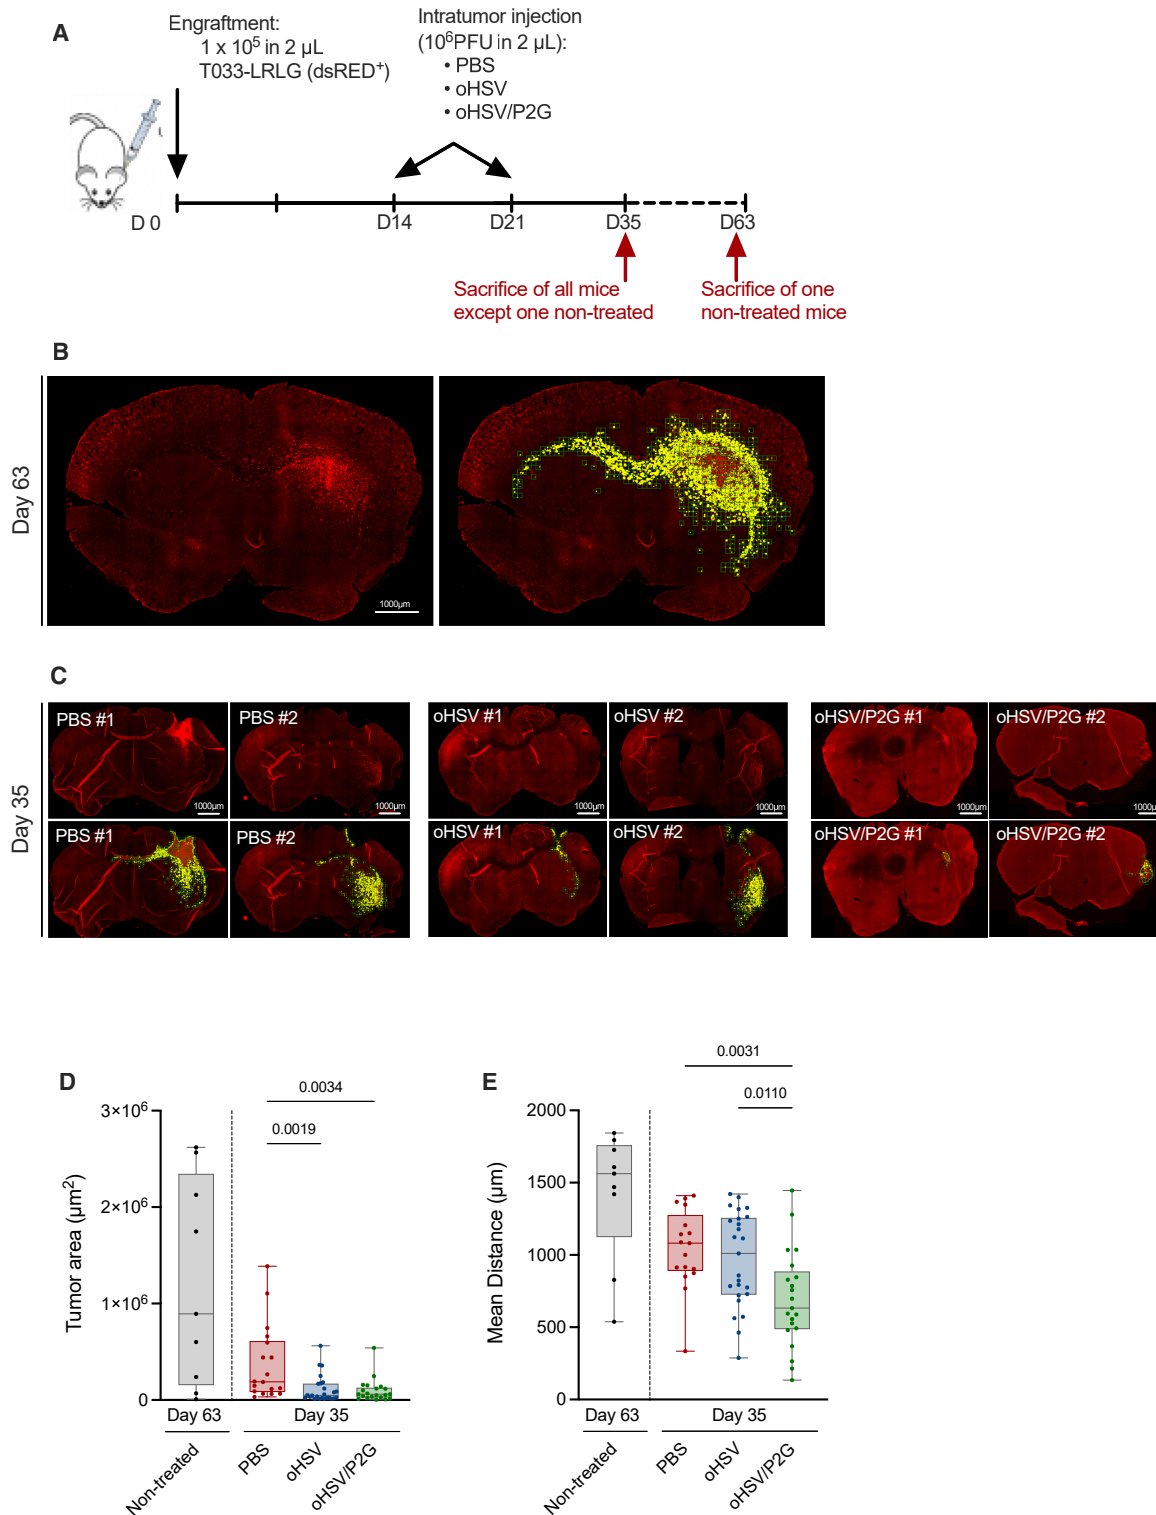 A
Engraftment:
1 x 10⁵ in 2 µL
T033-LRLG (dsRED⁺)
Intratumor injection
(10⁶PFU in 2 µL):
• PBS
• oHSV
• oHSV/P2G
D 0
D14
D21
D35
D63
Sacrifice of all mice
except one non-treated
Sacrifice of one
non-treated mice
B
Day 63
1000µm
C
Day 35
PBS #1
1000µm
PBS #2
1000µm
oHSV #1
1000µm
oHSV #2
1000µm
oHSV/P2G #1
1000µm
oHSV/P2G #2
1000µm
PBS #1
PBS #2
oHSV #1
oHSV #2
oHSV/P2G #1
oHSV/P2G #2
D
0.0034
0.0019
Tumor area (µm²)
3×10⁶
2×10⁶
1×10⁶
0
Day 63
Day 35
Non-treated
PBS
oHSV
oHSV/P2G
E
0.0031
0.0110
Mean Distance (µm)
2000
1500
1000
500
0
Day 63
Day 35
Non-treated
PBS
oHSV
oHSV/P2G